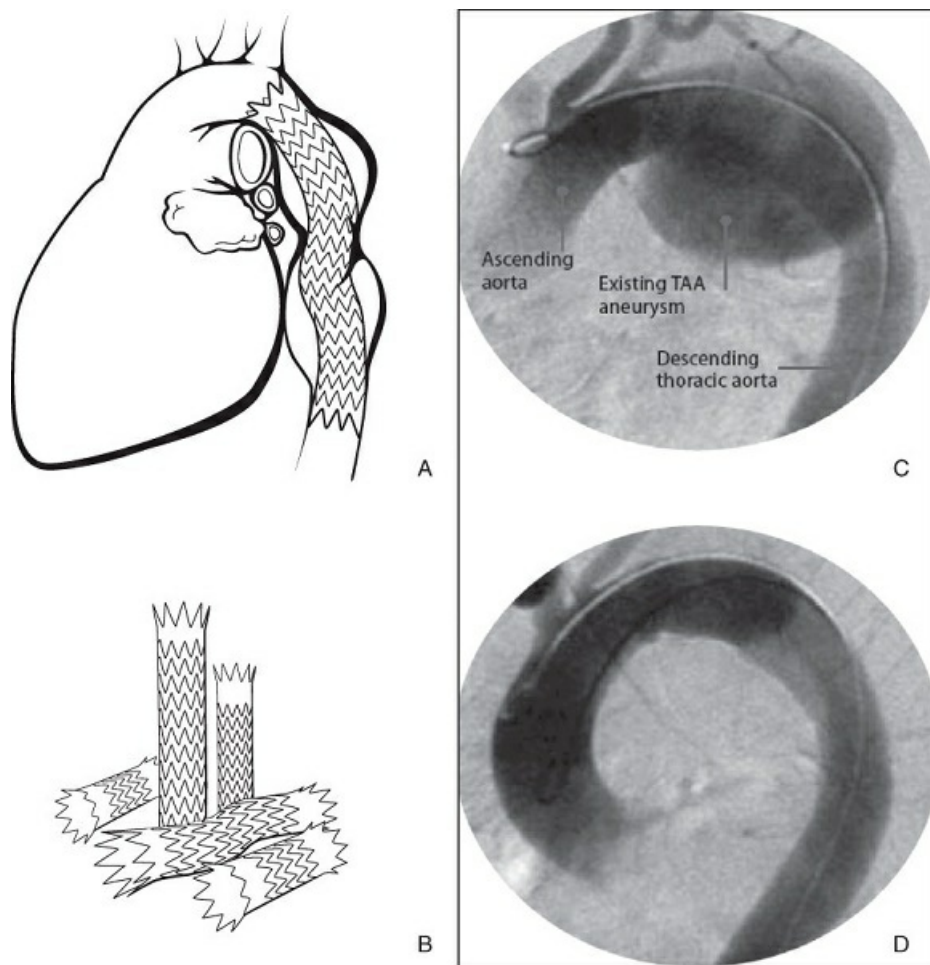 Ascending
aorta
Existing TAA
aneurysm
Descending
thoracic aorta
A
C
B
D